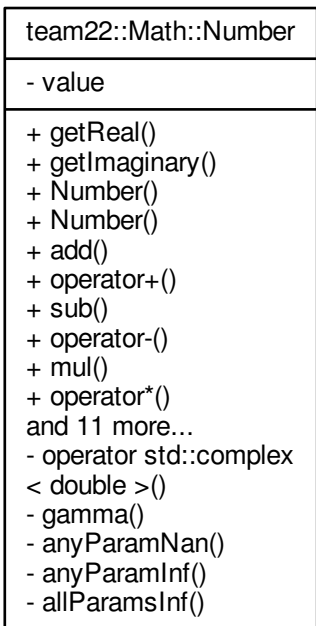 team22::Math::Number
- value
+ getReal()
+ getImaginary()
+ Number()
+ Number()
+ add()
+ operator+()
+ sub()
+ operator-()
+ mul()
+ operator*()
and 11 more...
- operator std::complex
< double >()
- gamma()
- anyParamNan()
- anyParamInf()
- allParamsInf()